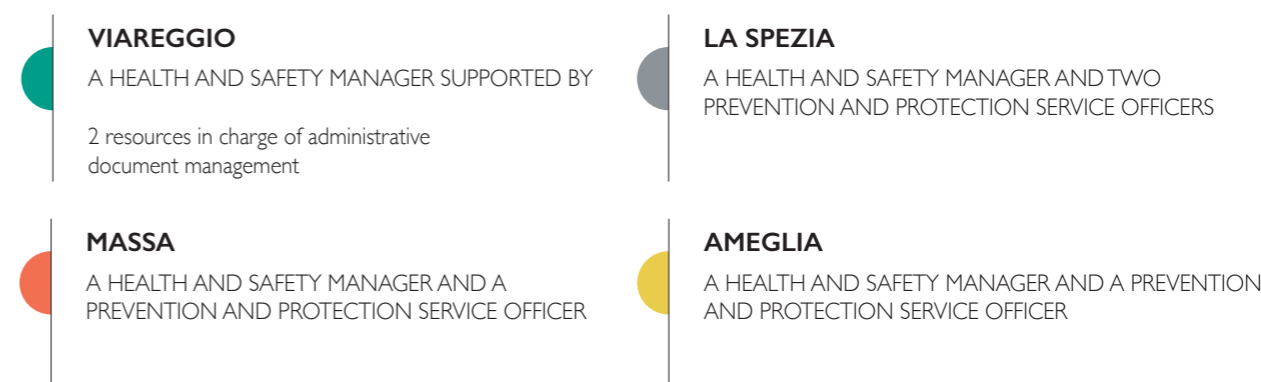 VIAREGGIO
A HEALTH AND SAFETY MANAGER SUPPORTED BY
2 resources in charge of administrative
document management
LA SPEZIA
A HEALTH AND SAFETY MANAGER AND TWO
PREVENTION AND PROTECTION SERVICE OFFICERS
MASSA
A HEALTH AND SAFETY MANAGER AND A
PREVENTION AND PROTECTION SERVICE OFFICER
AMEGLIA
A HEALTH AND SAFETY MANAGER AND A PREVENTION
AND PROTECTION SERVICE OFFICER